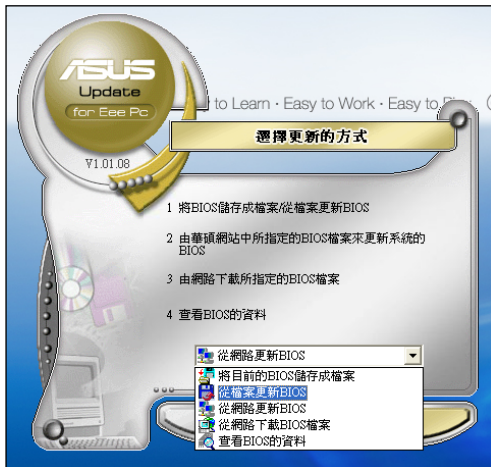 ASUS
Update
for Eee Pc
V1.01.08
to Learn · Easy to Work · Easy to
選擇更新的方式
1 將BIOS儲存成檔案/從檔案更新BIOS
2 由華碩網站中所指定的BIOS檔案來更新系統的
BIOS
3 由網路下載所指定的BIOS檔案
4 查看BIOS的資料
從網路更新BIOS
將目前的BIOS儲存成檔案
從檔案更新BIOS
從網路更新BIOS
從網路下載BIOS檔案
查看BIOS的資料